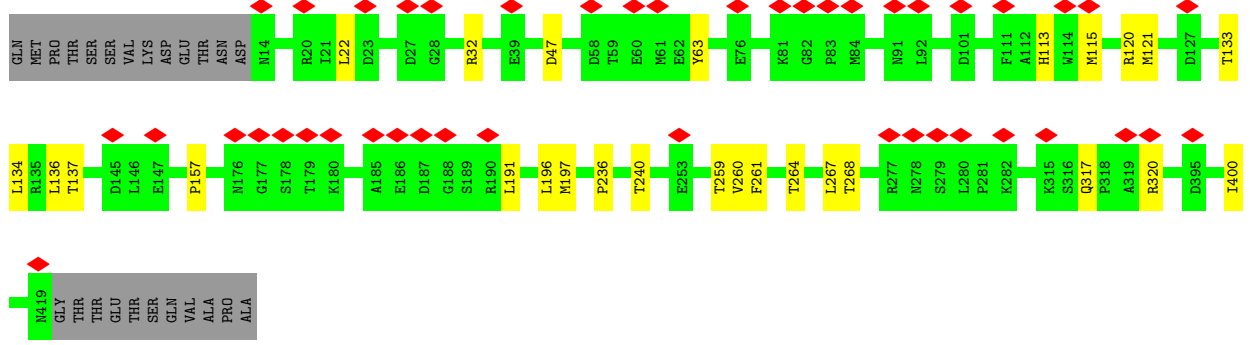 GLN MET PRO THR SER SER VAL LYS ASP GLU THR ASN ASP N14 R20 I21 L22 D23 D27 G28 R32 E39 D47 D58 T59 E60 M61 E62 Y63 E76 K81 G82 P83 M84 N91 L92 D101 F111 A112 H113 W114 M115 R120 M121 D127 T133
L134 R135 L136 T137 D145 L146 E147 P157 N176 G177 S178 T179 K180 A185 E186 D187 G188 S189 R190 L191 L196 M197 P236 T240 E253 T259 V260 F261 T264 L267 T268 R277 N278 S279 L280 P281 K282 K315 S316 Q317 P318 A319 R320 D395 I400
N419 GLY THR THR GLU THR SER GLN VAL ALA PRO ALA